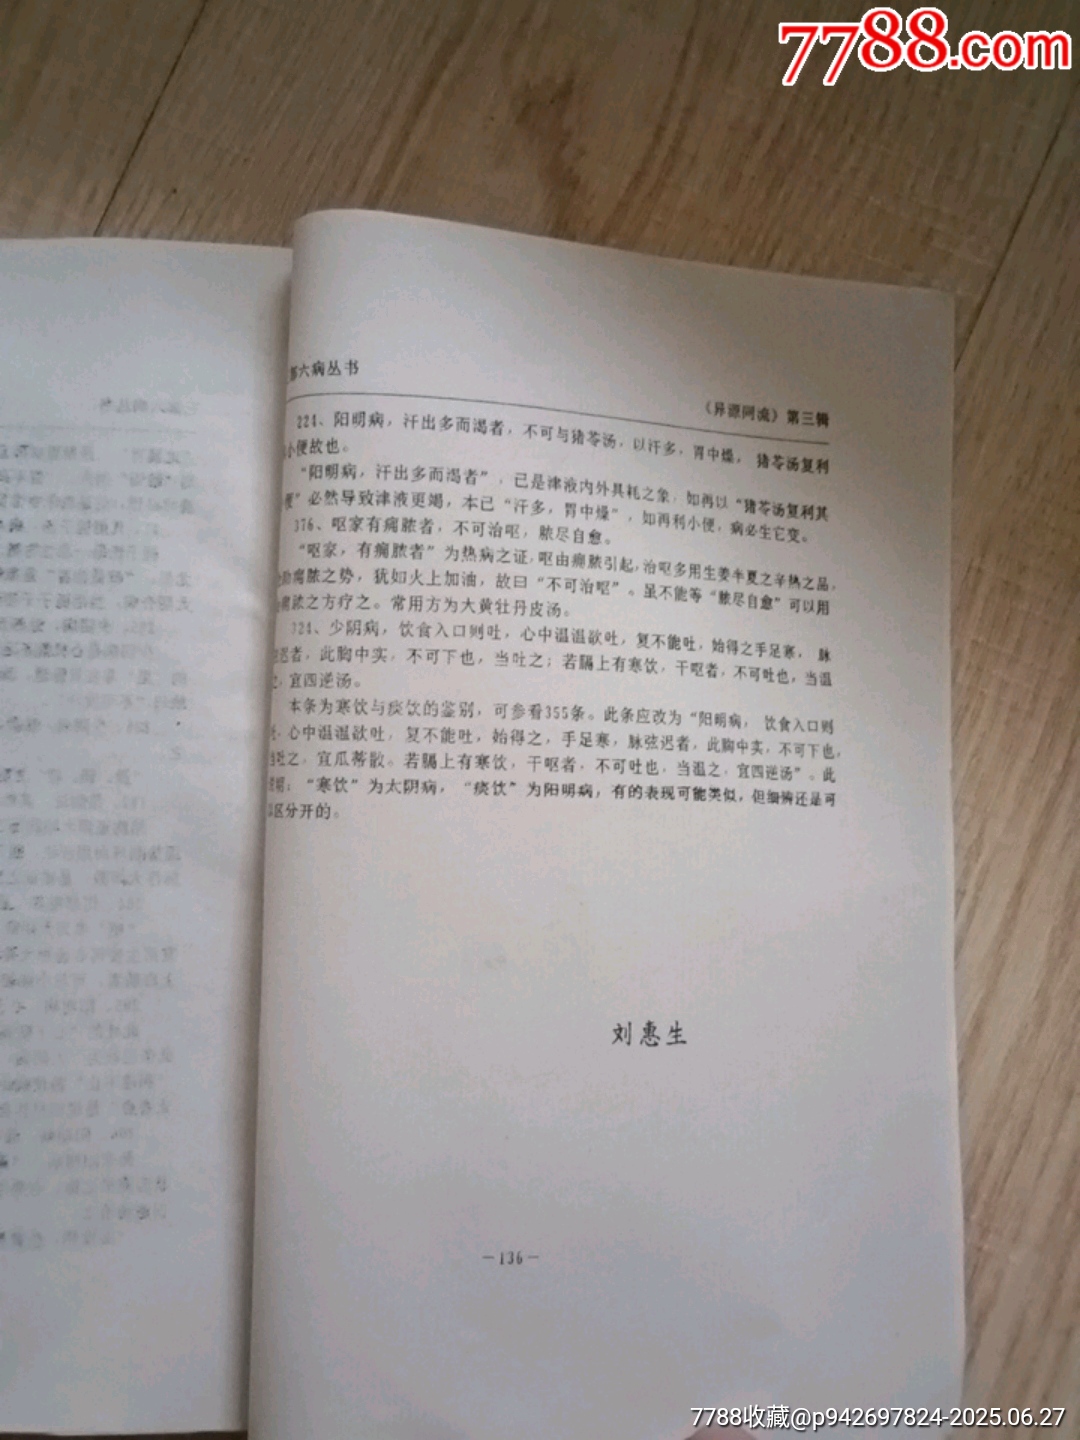 7788.com
部六病丛书
《异源同流》第三辑
224、阳明病，汗出多而渴者，不可与猪苓汤，以汗多，胃中燥，猪苓汤复利
小便故也。
“阳明病，汗出多而渴者”，已是津液内外具耗之象，如再以“猪苓汤复利其
便”必然导致津液更竭，本已“汗多，胃中燥”，如再利小便，病必生它变。
376、呕家有痈脓者，不可治呕，脓尽自愈。
“呕家，有痈脓者”为热病之证，呕由痈脓引起，治呕多用生姜半夏之辛热之品，
助痈脓之势，犹如火上加油，故曰“不可治呕”。虽不能等“脓尽自愈”可以用
痈脓之方疗之。常用方为大黄牡丹皮汤。
324、少阴病，饮食入口则吐，心中温温欲吐，复不能吐，始得之手足寒，脉
迟者，此胸中实，不可下也，当吐之；若膈上有寒饮，干呕者，不可吐也，当温
，宜四逆汤。
本条为寒饮与痰饮的鉴别，可参看355条。此条应改为“阳明病，饮食入口则
，心中温温欲吐，复不能吐，始得之，手足寒，脉弦迟者，此胸中实，不可下也，
当吐之，宜瓜蒂散。若膈上有寒饮，干呕者，不可吐也，当温之，宜四逆汤”。此
明：“寒饮”为太阴病，“痰饮”为阳明病，有的表现可能类似，但细辨还是可
区分开的。
刘惠生
—136—
7788收藏@p942697824-2025.06.27